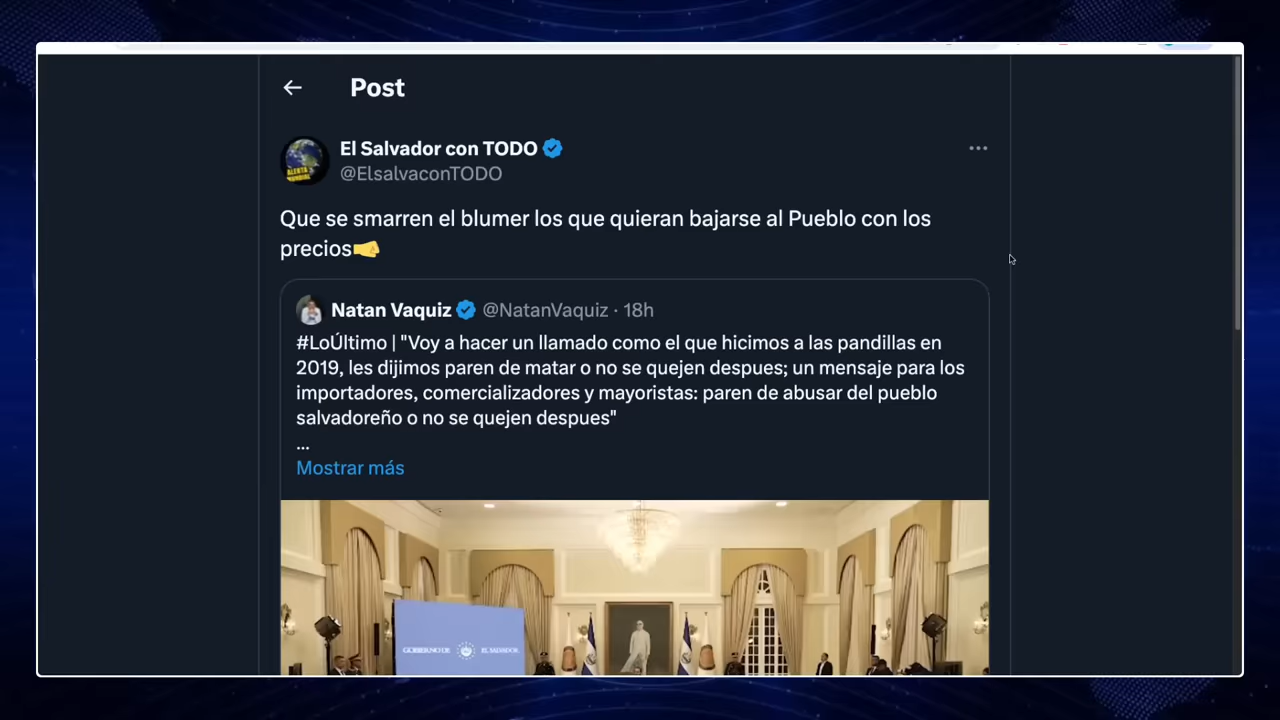 Post
El Salvador con TODO
@ElsalvaconTODO
Que se smarren el blumer los que quieran bajarse al Pueblo con los
precios🤜
Natan Vaquiz @NatanVaquiz · 18h
#LoÚltimo | "Voy a hacer un llamado como el que hicimos a las pandillas en
2019, les dijimos paren de matar o no se quejen despues; un mensaje para los
importadores, comercializadores y mayoristas: paren de abusar del pueblo
salvadoreño o no se quejen despues"
...
Mostrar más
GOBIERNO DE EL SALVADOR
ALERTA
MUNDIAL